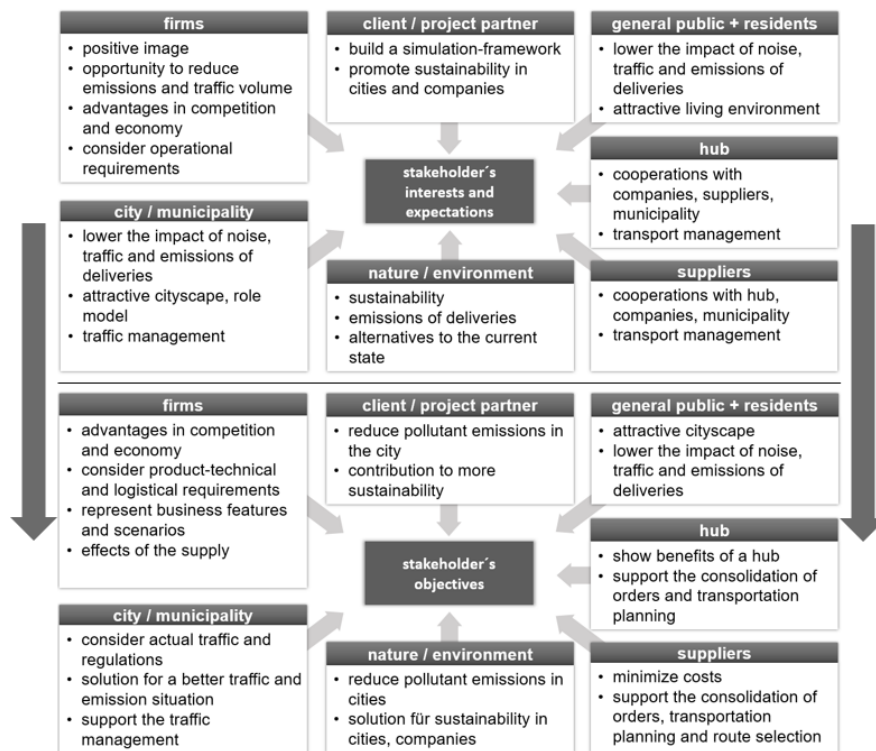 firms
• positive image
• opportunity to reduce
emissions and traffic volume
• advantages in competition
and economy
• consider operational
requirements
client / project partner
• build a simulation-framework
• promote sustainability in
cities and companies
general public + residents
• lower the impact of noise,
traffic and emissions of
deliveries
• attractive living environment
stakeholder´s
interests and
expectations
hub
• cooperations with
companies, suppliers,
municipality
• transport management
city / municipality
• lower the impact of noise,
traffic and emissions of
deliveries
• attractive cityscape, role
model
• traffic management
nature / environment
• sustainability
• emissions of deliveries
• alternatives to the current
state
suppliers
• cooperations with hub,
companies, municipality
• transport management
firms
• advantages in competition
and economy
• consider product-technical
and logistical requirements
• represent business features
and scenarios
• effects of the supply
client / project partner
• reduce pollutant emissions in
the city
• contribution to more
sustainability
general public + residents
• attractive cityscape
• lower the impact of noise,
traffic and emissions of
deliveries
stakeholder´s
objectives
hub
• show benefits of a hub
• support the consolidation of
orders and transportation
planning
city / municipality
• consider actual traffic and
regulations
• solution for a better traffic and
emission situation
• support the traffic
management
nature / environment
• reduce pollutant emissions in
cities
• solution für sustainability in
cities, companies
suppliers
• minimize costs
• support the consolidation of
orders, transportation
planning and route selection